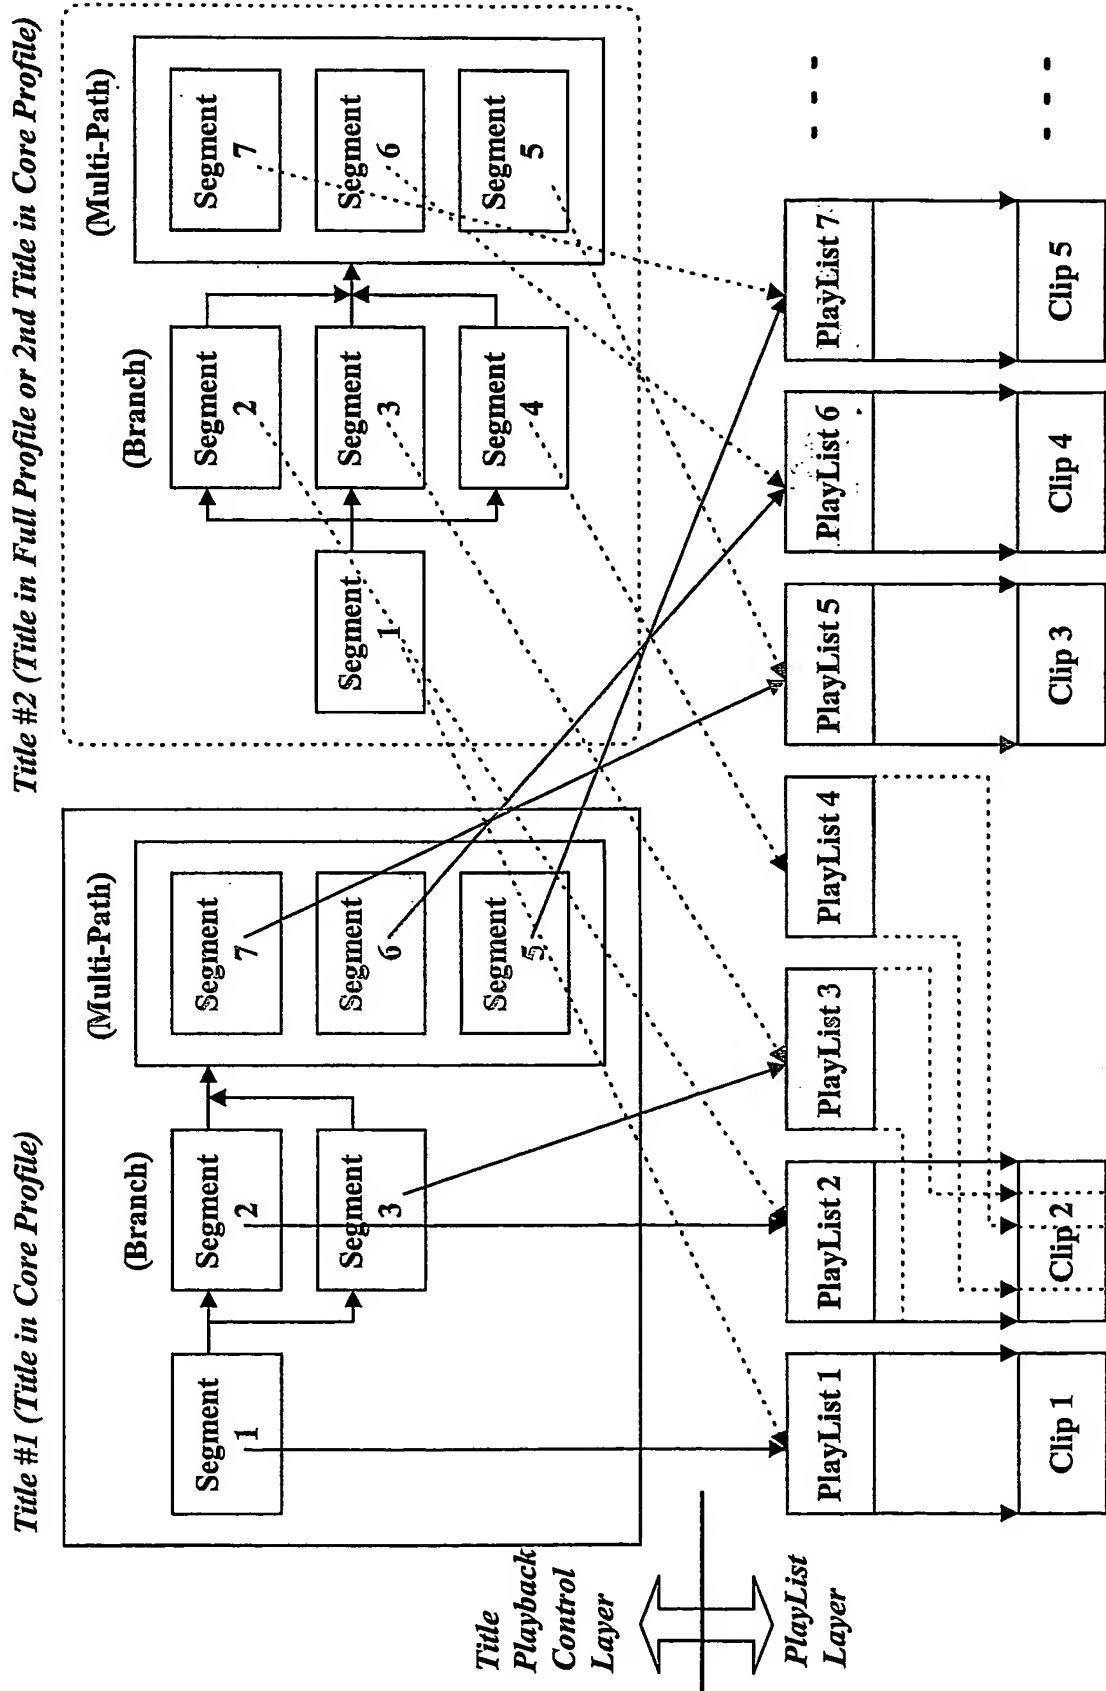 Title #1 (Title in Core Profile)
Title #2 (Title in Full Profile or 2nd Title in Core Profile)
(Branch)
(Multi-Path)
Segment
1
Segment
2
Segment
3
Segment
7
Segment
6
Segment
5
(Branch)
(Multi-Path)
Segment
1
Segment
2
Segment
3
Segment
4
Segment
7
Segment
6
Segment
5
Title
Playback
Control
Layer
PlayList
Layer
PlayList 1
PlayList 2
PlayList 3
PlayList 4
PlayList 5
PlayList 6
PlayList 7
Clip 1
Clip 2
Clip 3
Clip 4
Clip 5